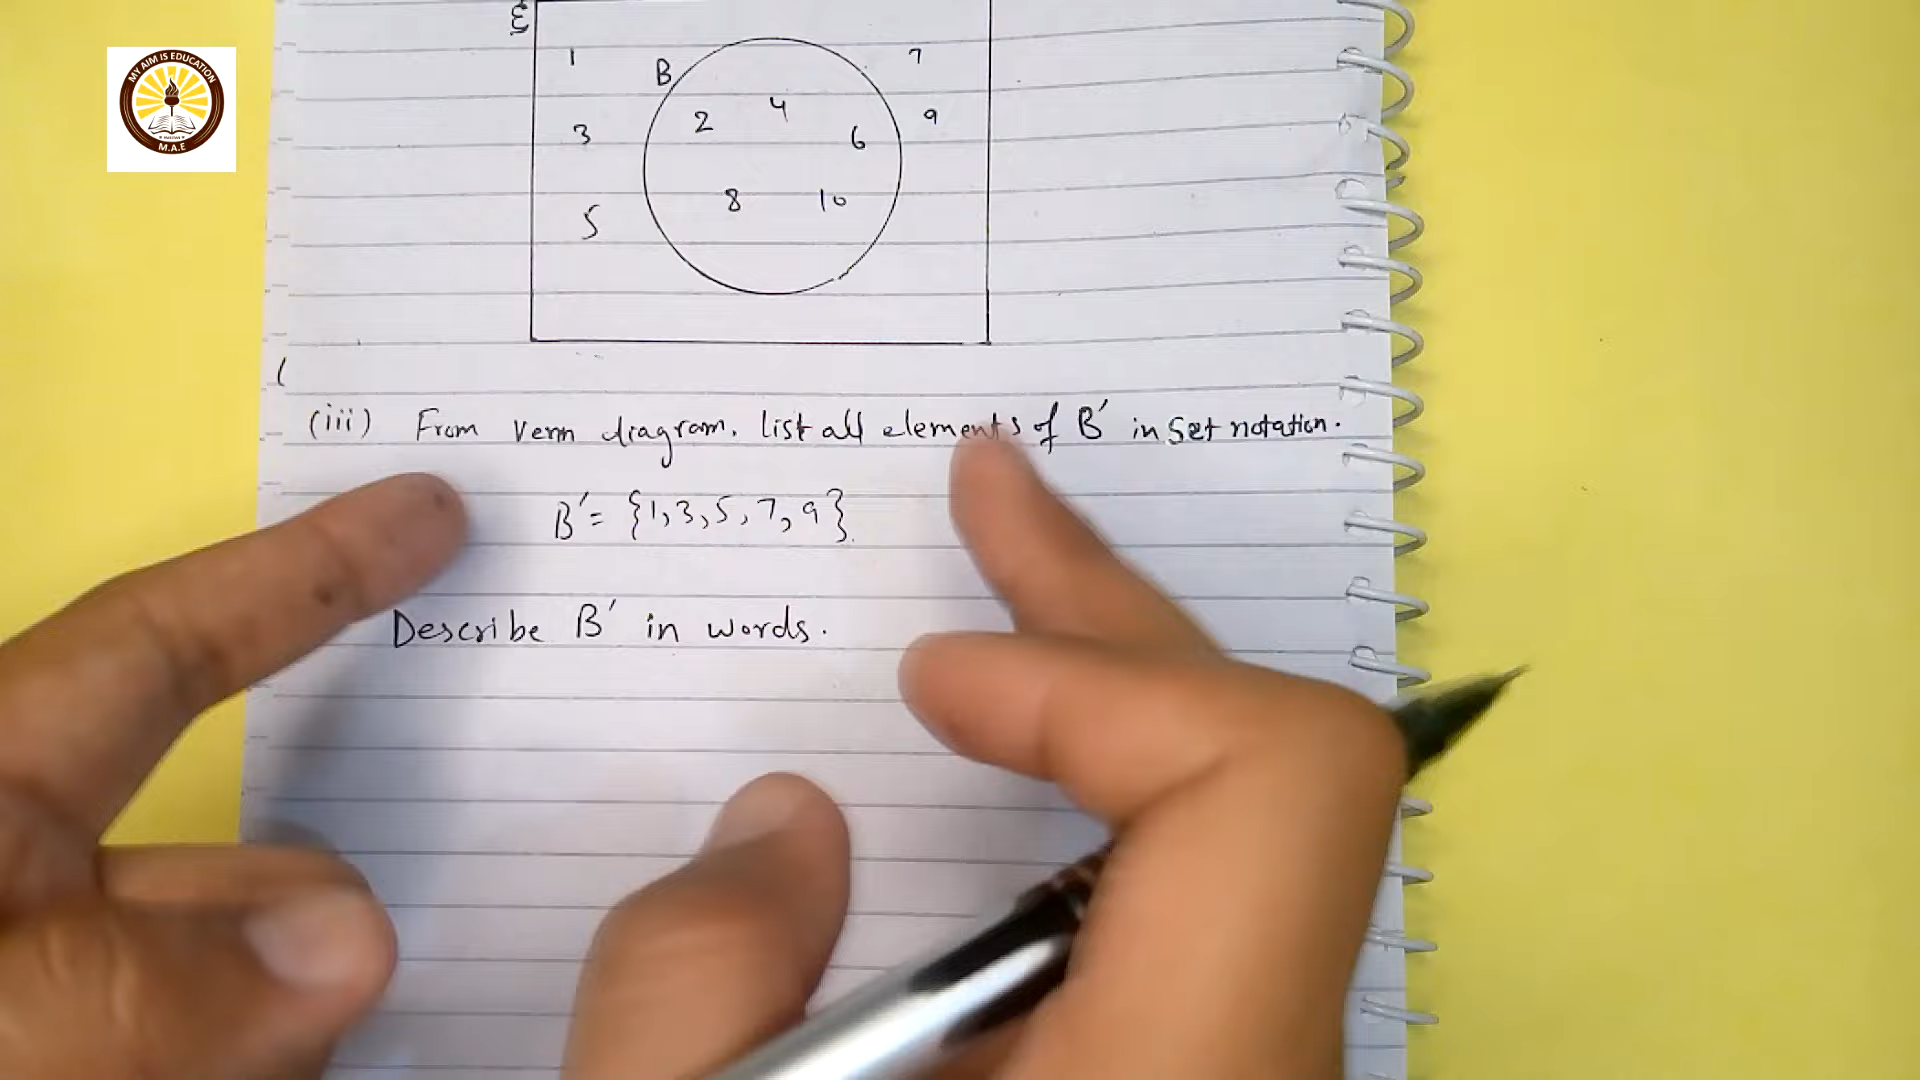 MY AIM IS EDUCATION
M.A.E
ξ
1 B 7
2 4 9
3 6
8 10
5
(
(iii) From Venn diagram, list all elements of B' in Set notation.
B' = {1, 3, 5, 7, 9}.
Describe B' in words.